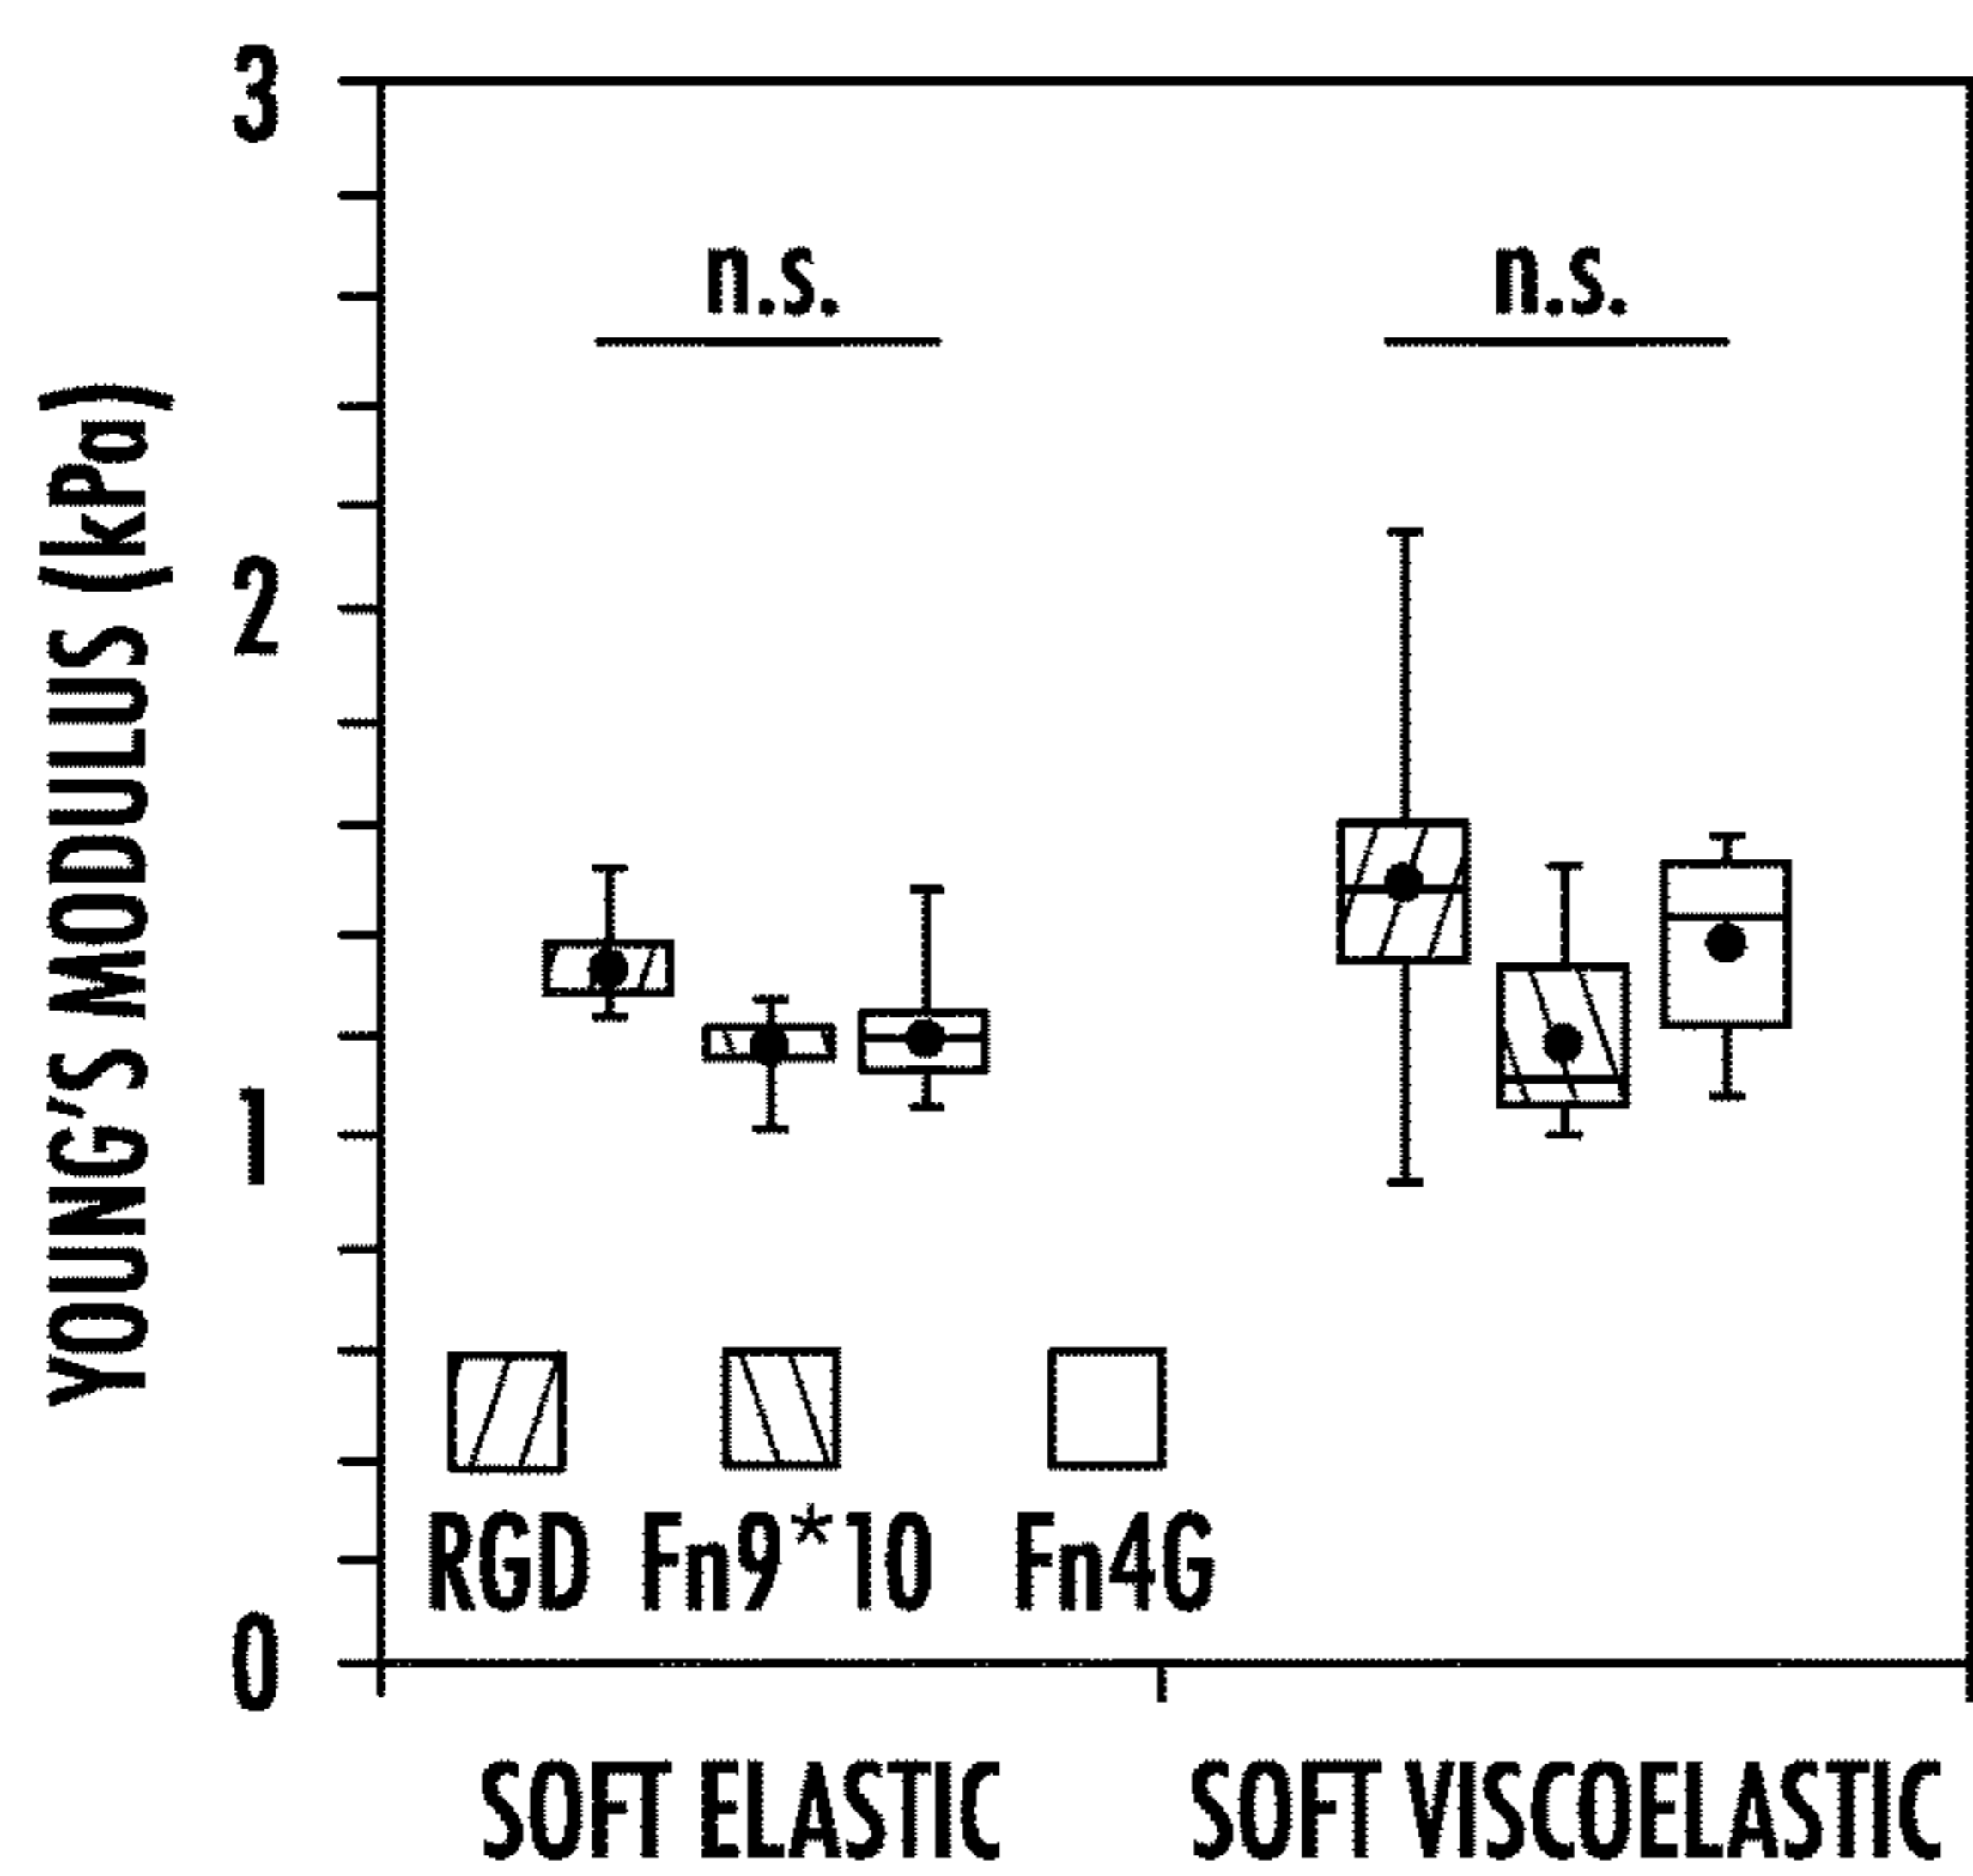 YOUNG'S MODULUS (kPa)
3
2
1
0
n.s.
n.s.
RGD Fn9*10 Fn4G
SOFT ELASTIC SOFT VISCOELASTIC